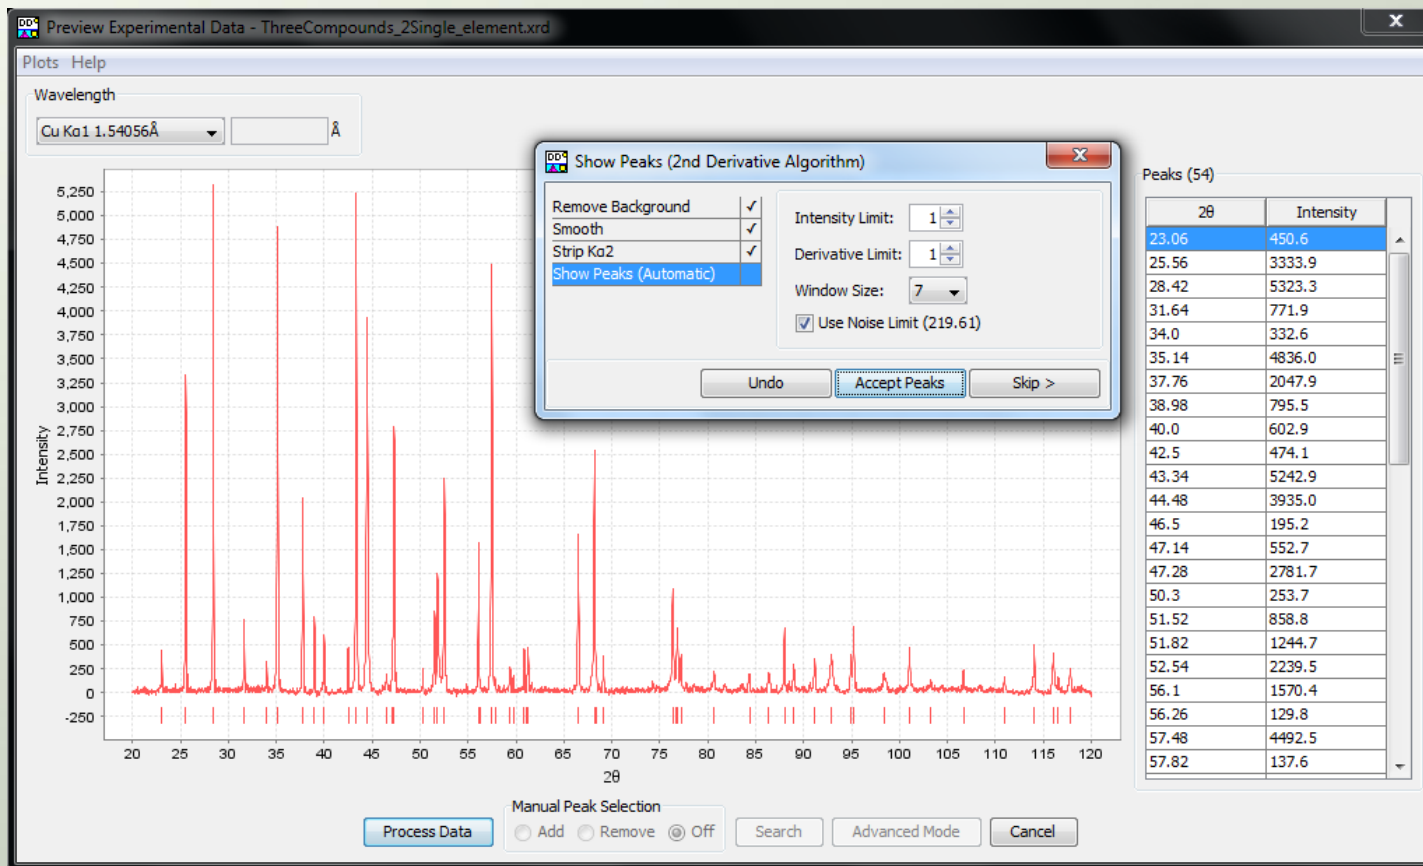 Preview Experimental Data - ThreeCompounds_2Single_element.xrd
x
Plots Help
Wavelength
Cu Kα1 1.54056Å
Å
Show Peaks (2nd Derivative Algorithm)
x
Remove Background ✓
Smooth ✓
Strip Kα2 ✓
Show Peaks (Automatic)
Intensity Limit: 1
Derivative Limit: 1
Window Size: 7
Use Noise Limit (219.61)
Undo Accept Peaks Skip >
Intensity
5,250
5,000
4,750
4,500
4,250
4,000
3,750
3,500
3,250
3,000
2,750
2,500
2,250
2,000
1,750
1,500
1,250
1,000
750
500
250
0
-250
20 25 30 35 40 45 50 55 60 65 70 75 80 85 90 95 100 105 110 115 120
2θ
Peaks (54)
2θ Intensity
23.06 450.6
25.56 3333.9
28.42 5323.3
31.64 771.9
34.0 332.6
35.14 4836.0
37.76 2047.9
38.98 795.5
40.0 602.9
42.5 474.1
43.34 5242.9
44.48 3935.0
46.5 195.2
47.14 552.7
47.28 2781.7
50.3 253.7
51.52 858.8
51.82 1244.7
52.54 2239.5
56.1 1570.4
56.26 129.8
57.48 4492.5
57.82 137.6
Process Data
Manual Peak Selection
Add Remove Off
Search Advanced Mode Cancel